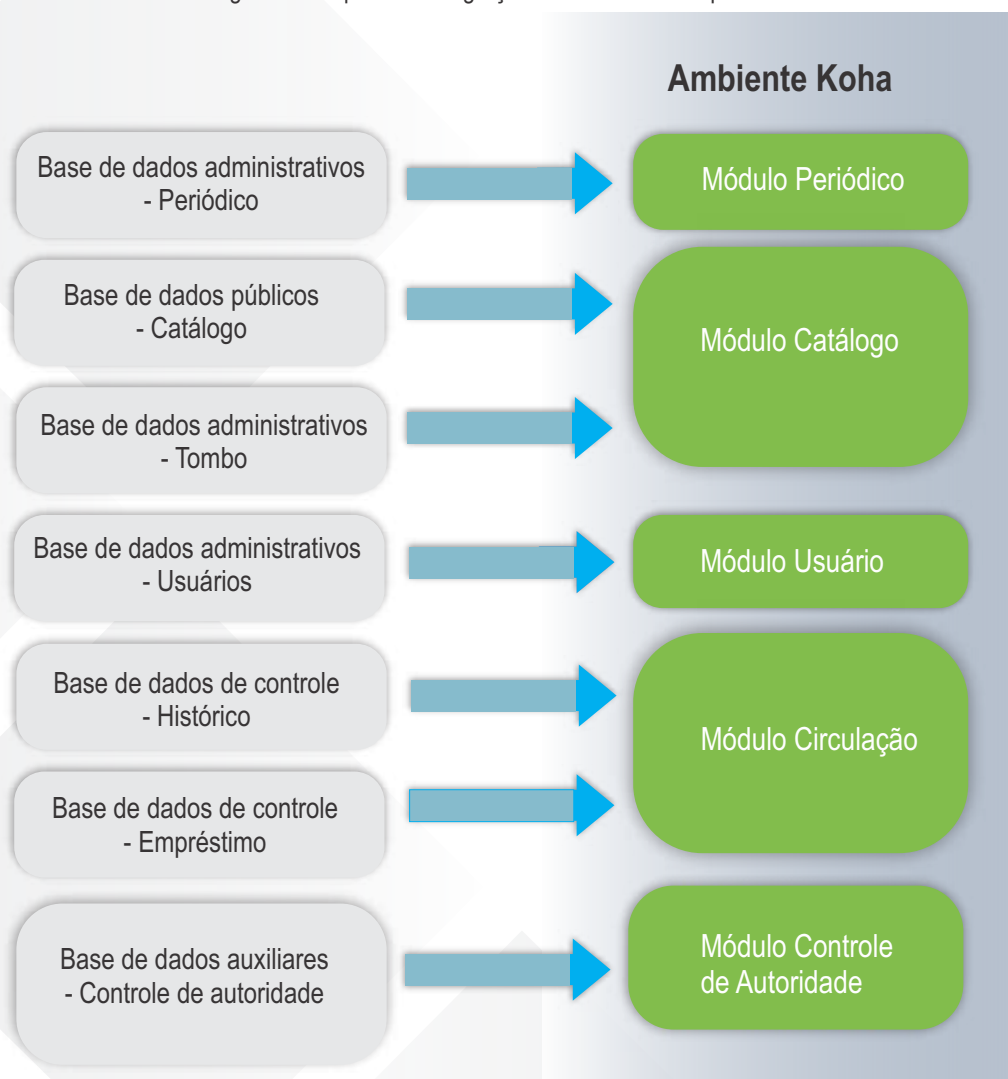 Ambiente Koha
Base de dados administrativos
- Periódico
Módulo Periódico
Base de dados públicos
- Catálogo
Módulo Catálogo
Base de dados administrativos
- Tombo
Base de dados administrativos
- Usuários
Módulo Usuário
Base de dados de controle
- Histórico
Módulo Circulação
Base de dados de controle
- Empréstimo
Base de dados auxiliares
- Controle de autoridade
Módulo Controle
de Autoridade